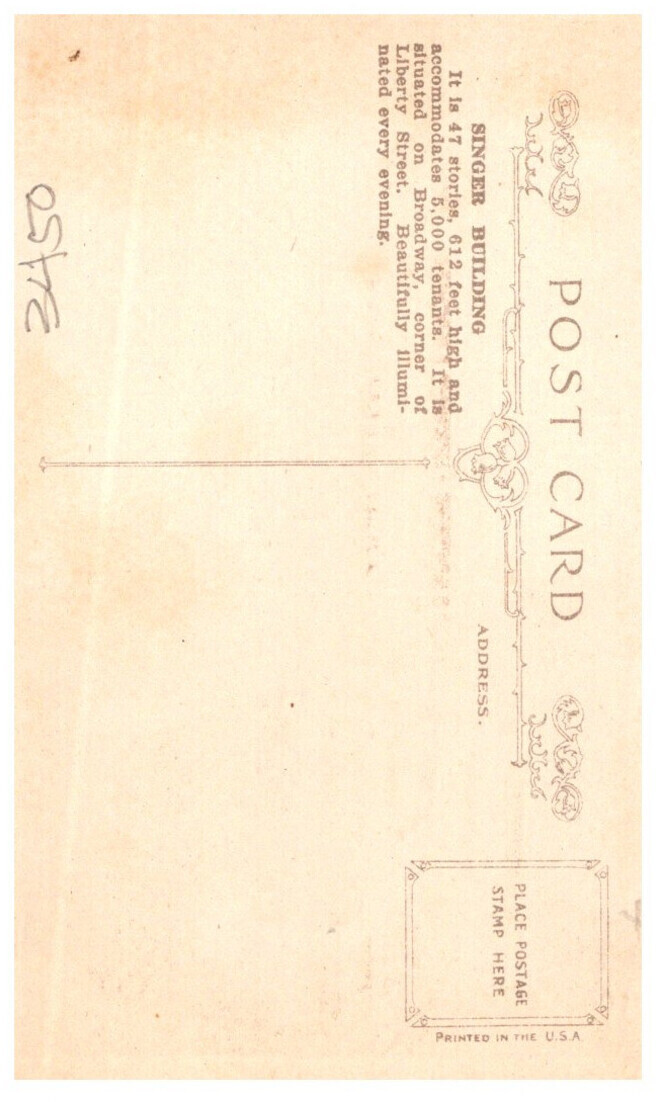 POST CARD
SINGER BUILDING
It is 47 stories, 612 feet high and
accommodates 5,000 tenants. It is
situated on Broadway, corner of
Liberty Street. Beautifully illumi-
nated every evening.
ADDRESS.
PLACE POSTAGE
STAMP HERE
PRINTED IN THE U.S.A.